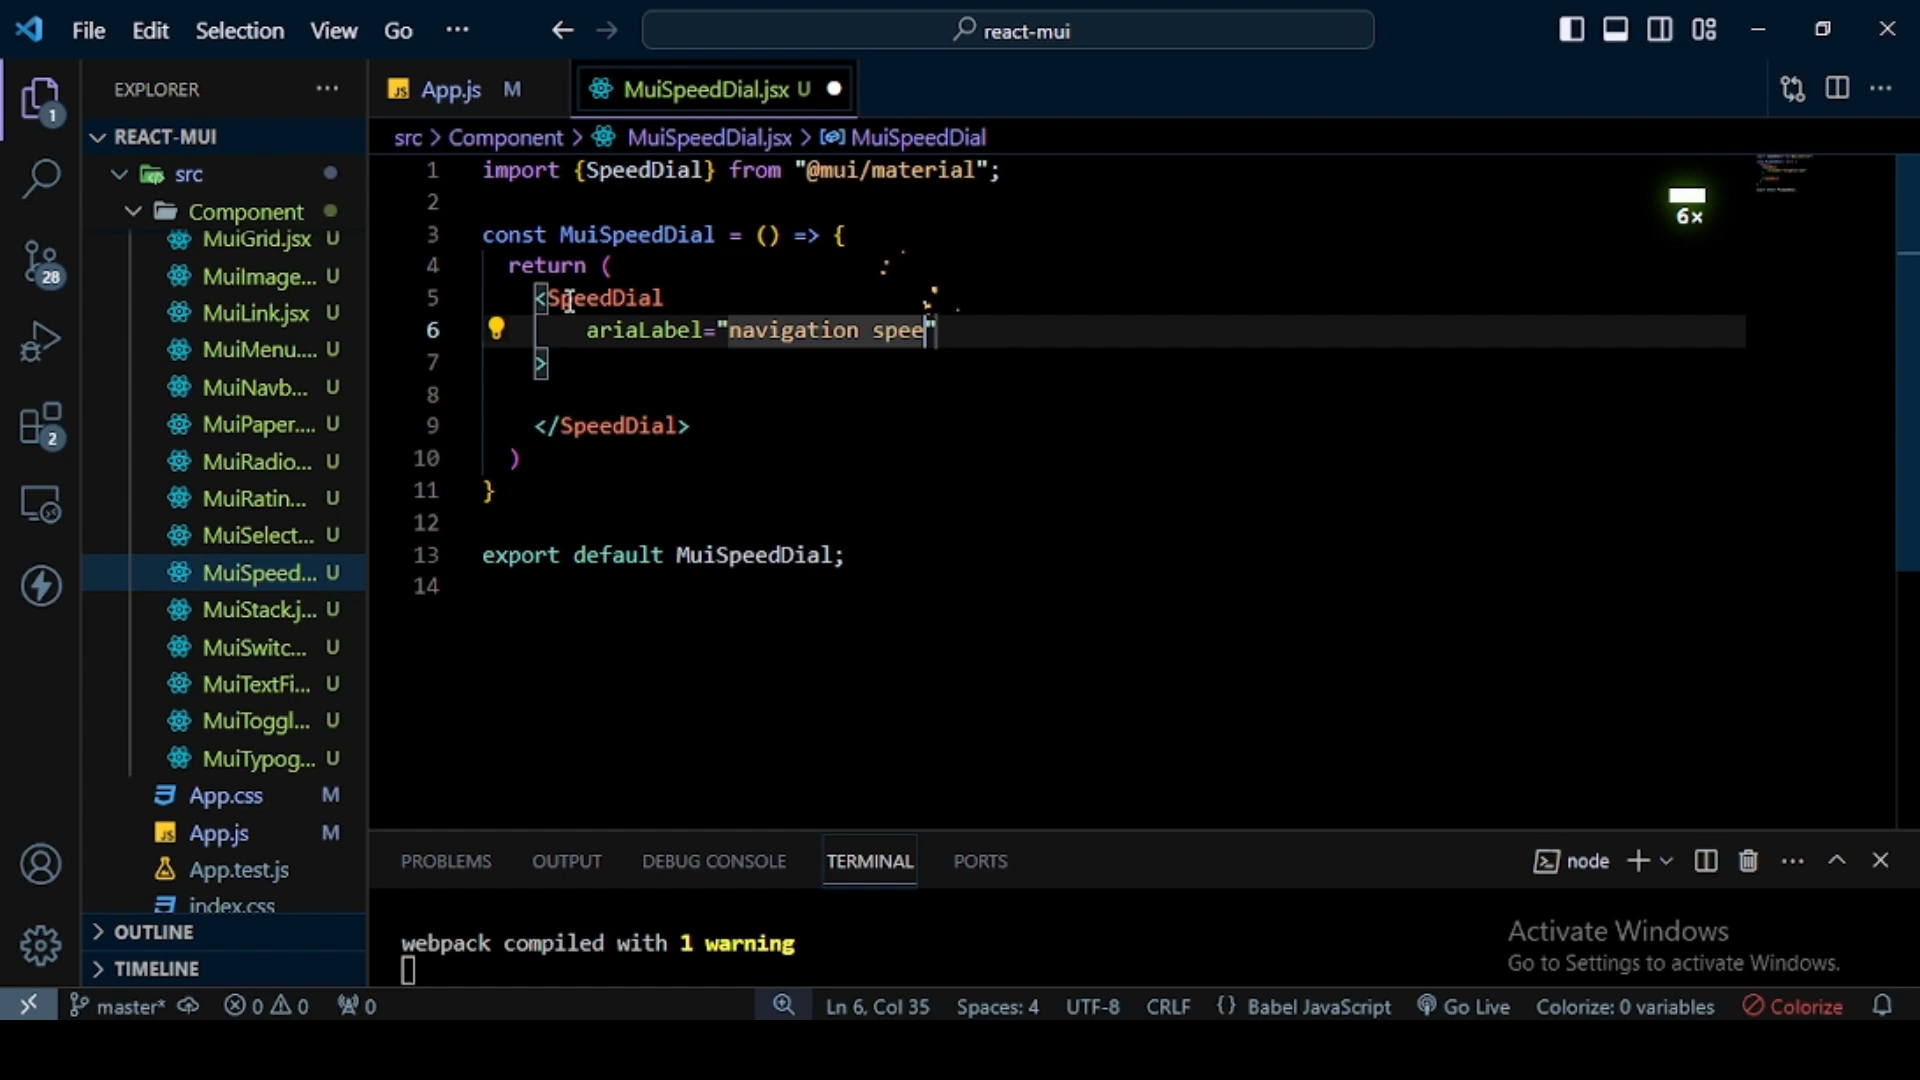 File Edit Selection View Go ··· react-mui
EXPLORER ···
App.js M
MuiSpeedDial.jsx U
REACT-MUI
src > Component > MuiSpeedDial.jsx > MuiSpeedDial
src
Component
MuiGrid.jsx U
MuiImage... U
MuiLink.jsx U
MuiMenu.... U
MuiNavb... U
MuiPaper.... U
MuiRadio... U
MuiRatin... U
MuiSelect... U
MuiSpeed... U
MuiStack.j... U
MuiSwitc... U
MuiTextFi... U
MuiToggl... U
MuiTypog... U
App.css M
App.js M
App.test.js
index.css
OUTLINE
TIMELINE
1
28
2
1 import {SpeedDial} from "@mui/material";
2
3 const MuiSpeedDial = () => {
4 return (
5 <SpeedDial
6 ariaLabel="navigation spee"
7 >
8
9 </SpeedDial>
10 )
11 }
12
13 export default MuiSpeedDial;
14
6×
PROBLEMS OUTPUT DEBUG CONSOLE TERMINAL PORTS
node
webpack compiled with 1 warning
Activate Windows
Go to Settings to activate Windows.
master* 0 0 0 Ln 6, Col 35 Spaces: 4 UTF-8 CRLF {} Babel JavaScript Go Live Colorize: 0 variables Colorize